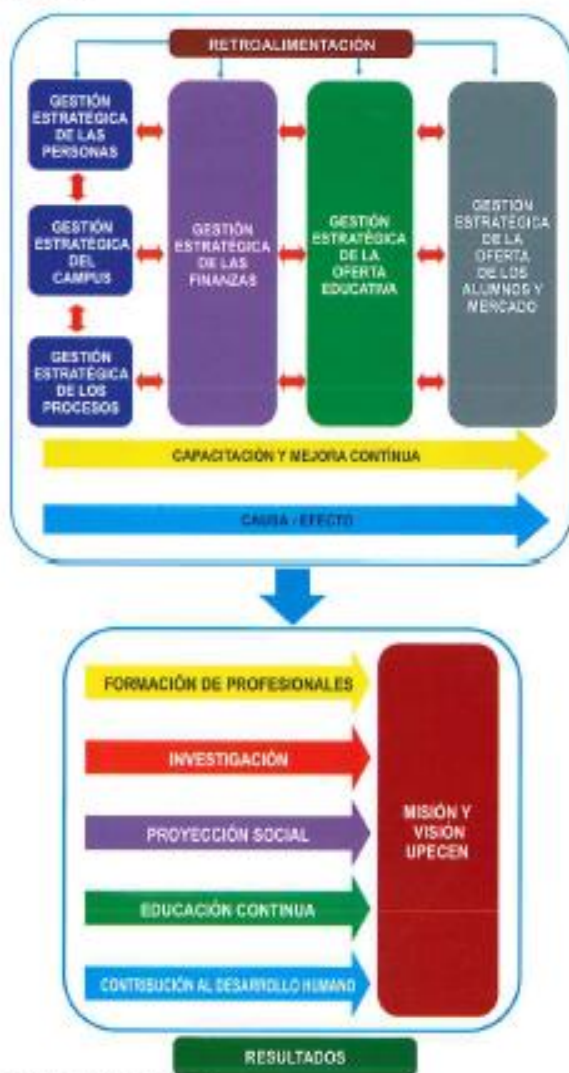 RETROALIMENTACIÓN
GESTIÓN
ESTRATÉGICA
DE LAS
PERSONAS
GESTIÓN
ESTRATÉGICA
DEL
CAMPUS
GESTIÓN
ESTRATÉGICA
DE LOS
PROCESOS
GESTIÓN
ESTRATÉGICA
DE LAS
FINANZAS
GESTIÓN
ESTRATÉGICA
DE LA
OFERTA
EDUCATIVA
GESTIÓN
ESTRATÉGICA
DE LA
OFERTA
DE LOS
ALUMNOS Y
MERCADO
CAPACITACIÓN Y MEJORA CONTÍNUA
CAUSA - EFECTO
FORMACIÓN DE PROFESIONALES
INVESTIGACIÓN
PROYECCIÓN SOCIAL
EDUCACIÓN CONTINUA
CONTRIBUCIÓN AL DESARROLLO HUMANO
MISIÓN Y
VISIÓN
UPECEN
RESULTADOS